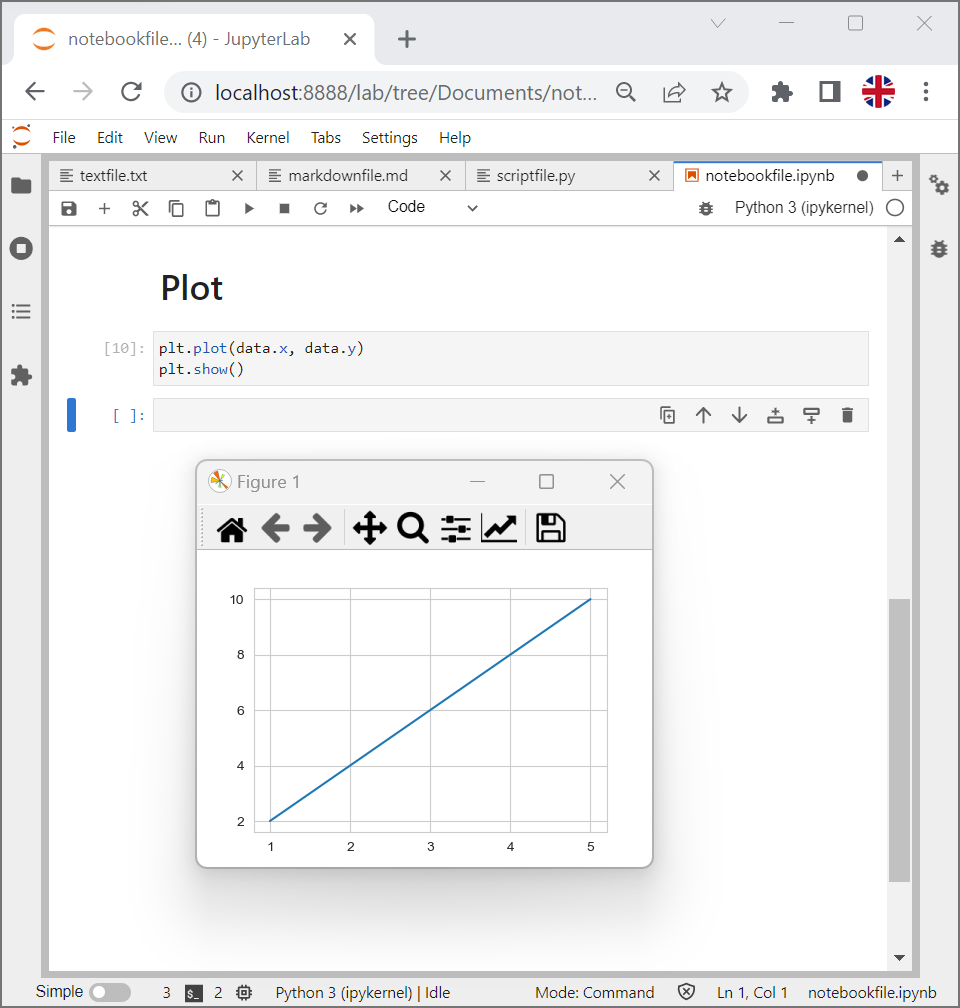 notebookfile... (4) - JupyterLab
localhost:8888/lab/tree/Documents/not...
File Edit View Run Kernel Tabs Settings Help
textfile.txt markdownfile.md scriptfile.py notebookfile.ipynb
Code Python 3 (ipykernel)
Plot
[10]: plt.plot(data.x, data.y)
plt.show()
[ ]:
Figure 1
10
8
6
4
2
1 2 3 4 5
Simple 3 $_ 2 Python 3 (ipykernel) | Idle Mode: Command Ln 1, Col 1 notebookfile.ipynb